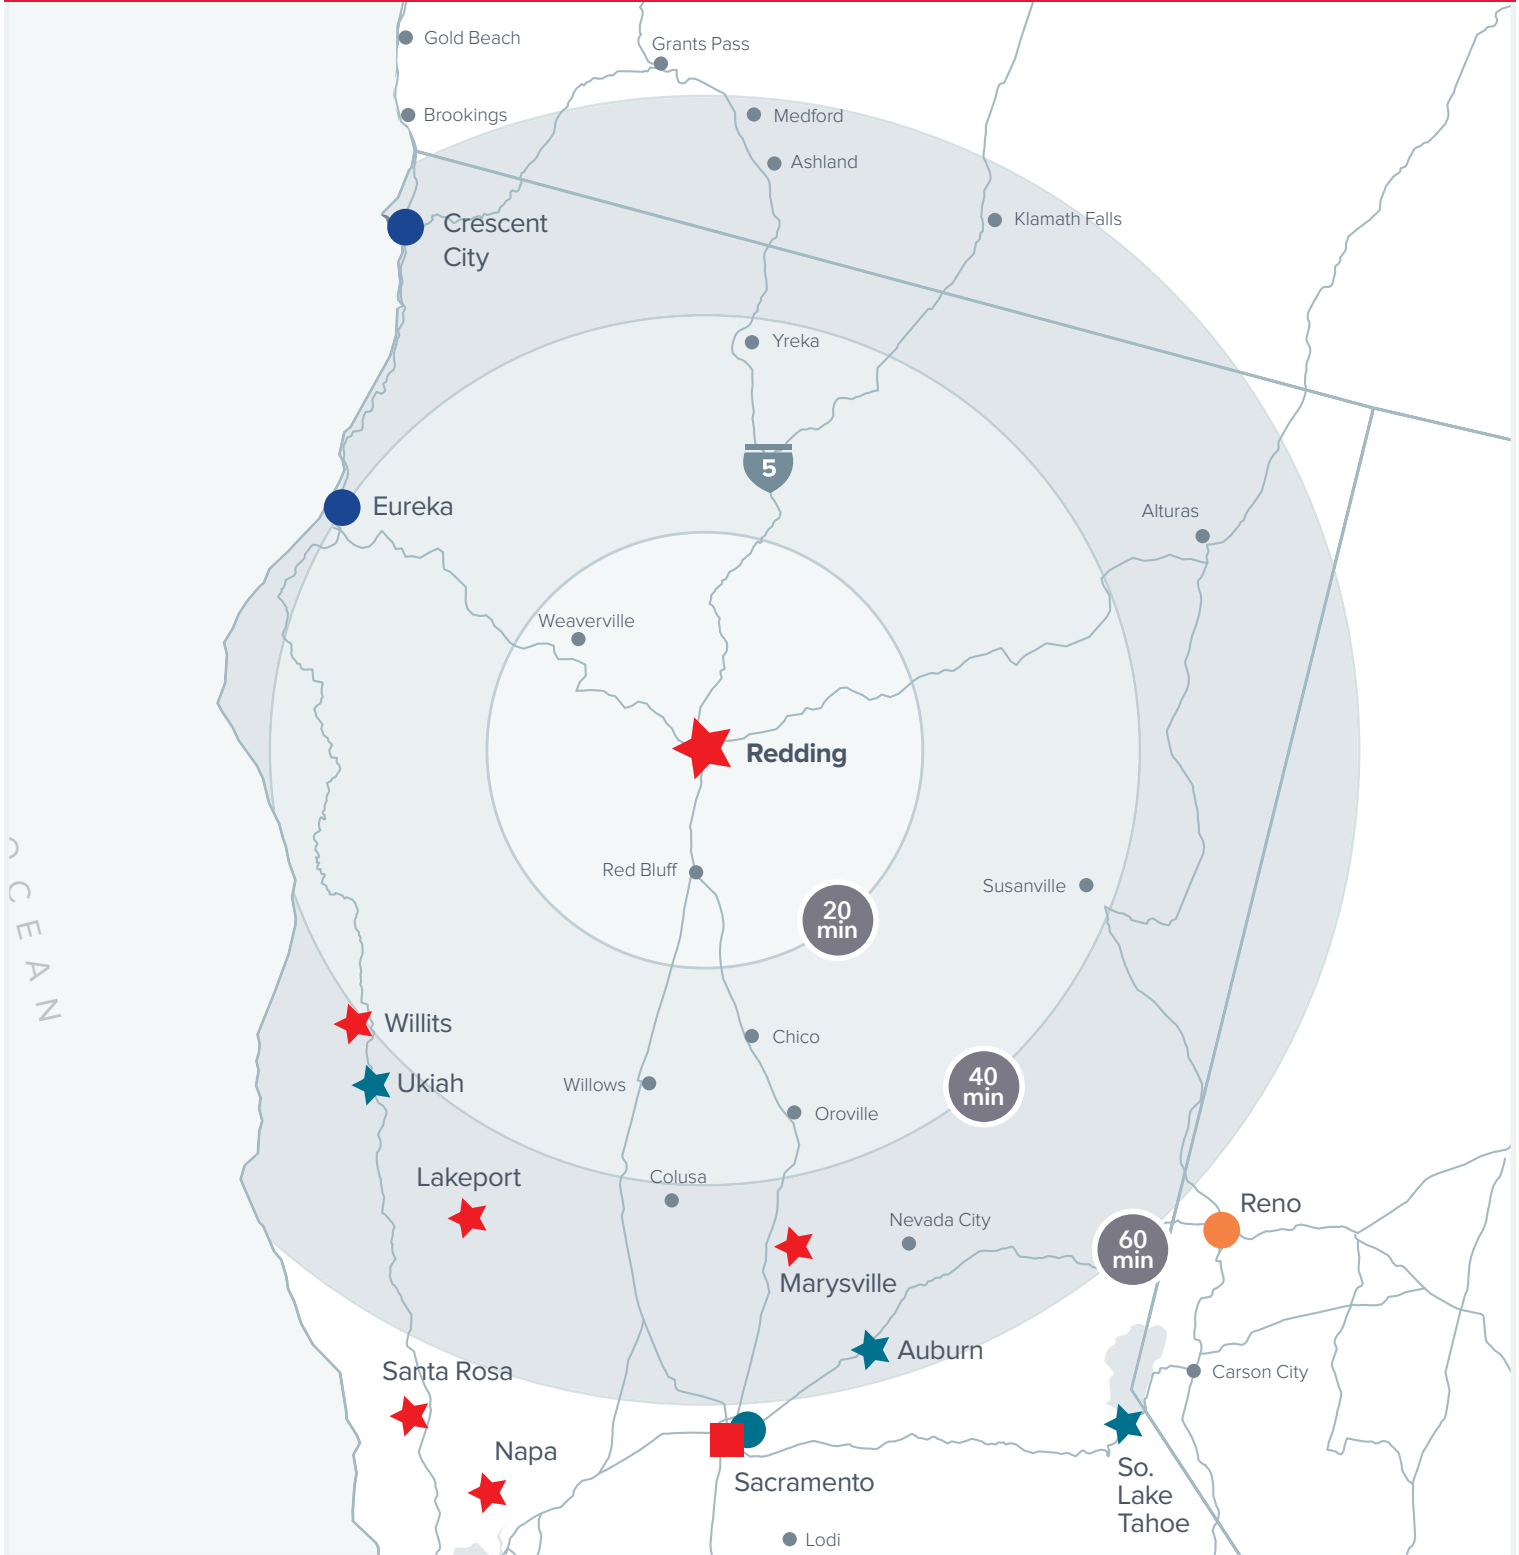 Gold Beach
Grants Pass
Brookings
Medford
Ashland
Crescent
City
Klamath Falls
Yreka
5
Eureka
Alturas
Weaverville
Redding
OCEAN
Red Bluff
Susanville
20
min
Willits
Chico
Ukiah
Willows
40
min
Oroville
Lakeport
Colusa
Reno
Nevada City
60
min
Marysville
Auburn
Santa Rosa
Carson City
Napa
Sacramento
So.
Lake
Tahoe
Lodi